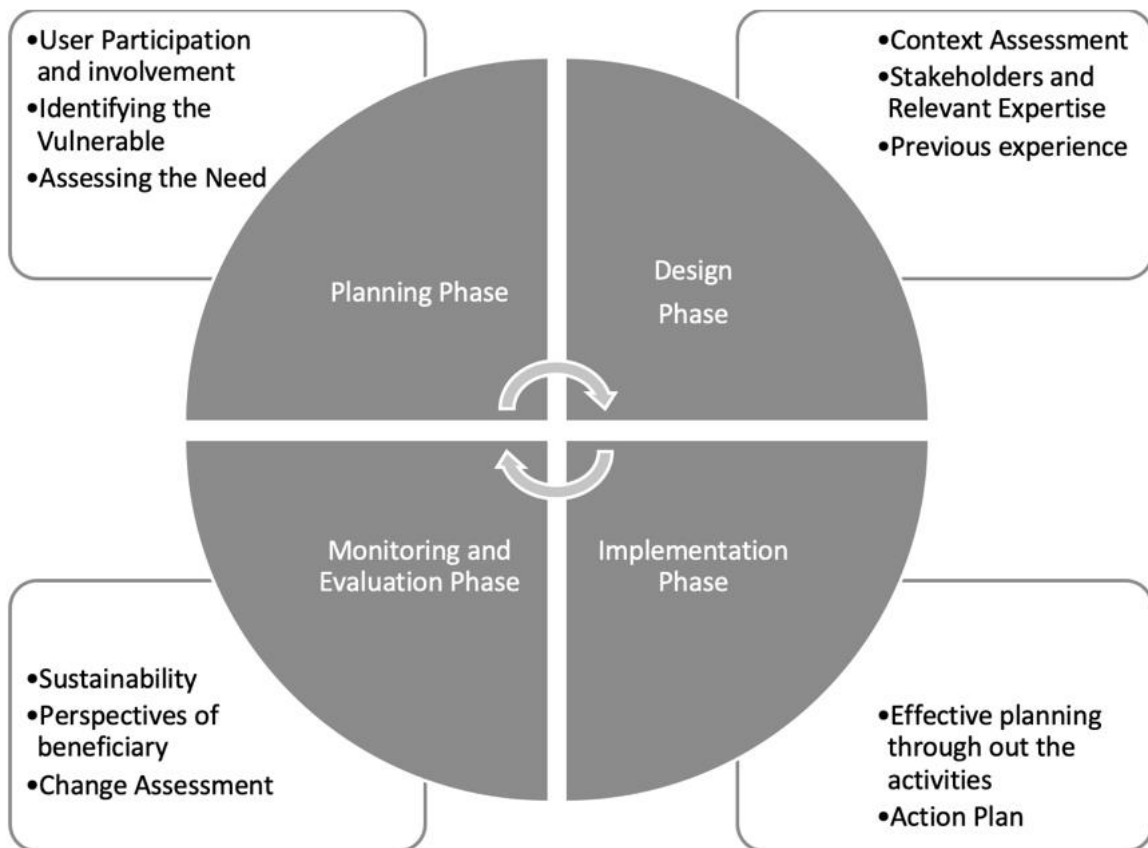 •User Participation
and involvement
•Identifying the
Vulnerable
•Assessing the Need
•Context Assessment
•Stakeholders and
Relevant Expertise
•Previous experience
Planning Phase
Design
Phase
Monitoring and
Evaluation Phase
Implementation
Phase
•Sustainability
•Perspectives of
beneficiary
•Change Assessment
•Effective planning
through out the
activities
•Action Plan